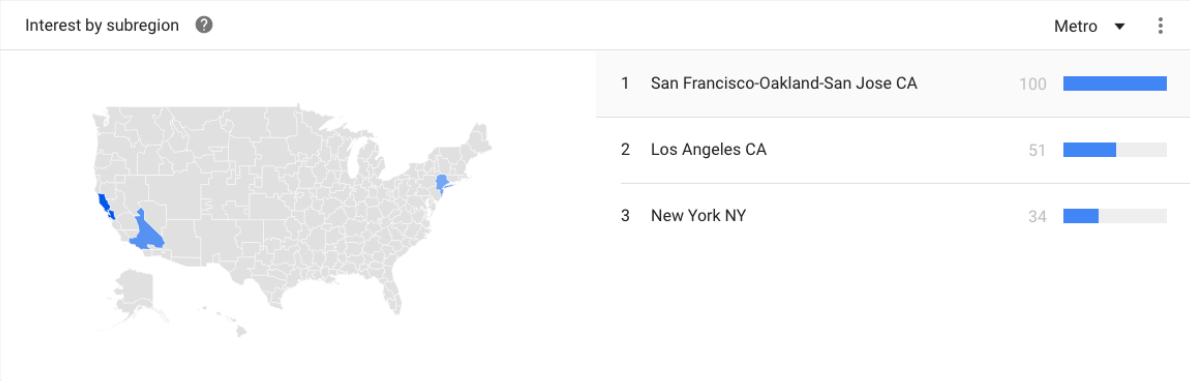 Interest by subregion ?
Metro
1 San Francisco-Oakland-San Jose CA 100
2 Los Angeles CA 51
3 New York NY 34